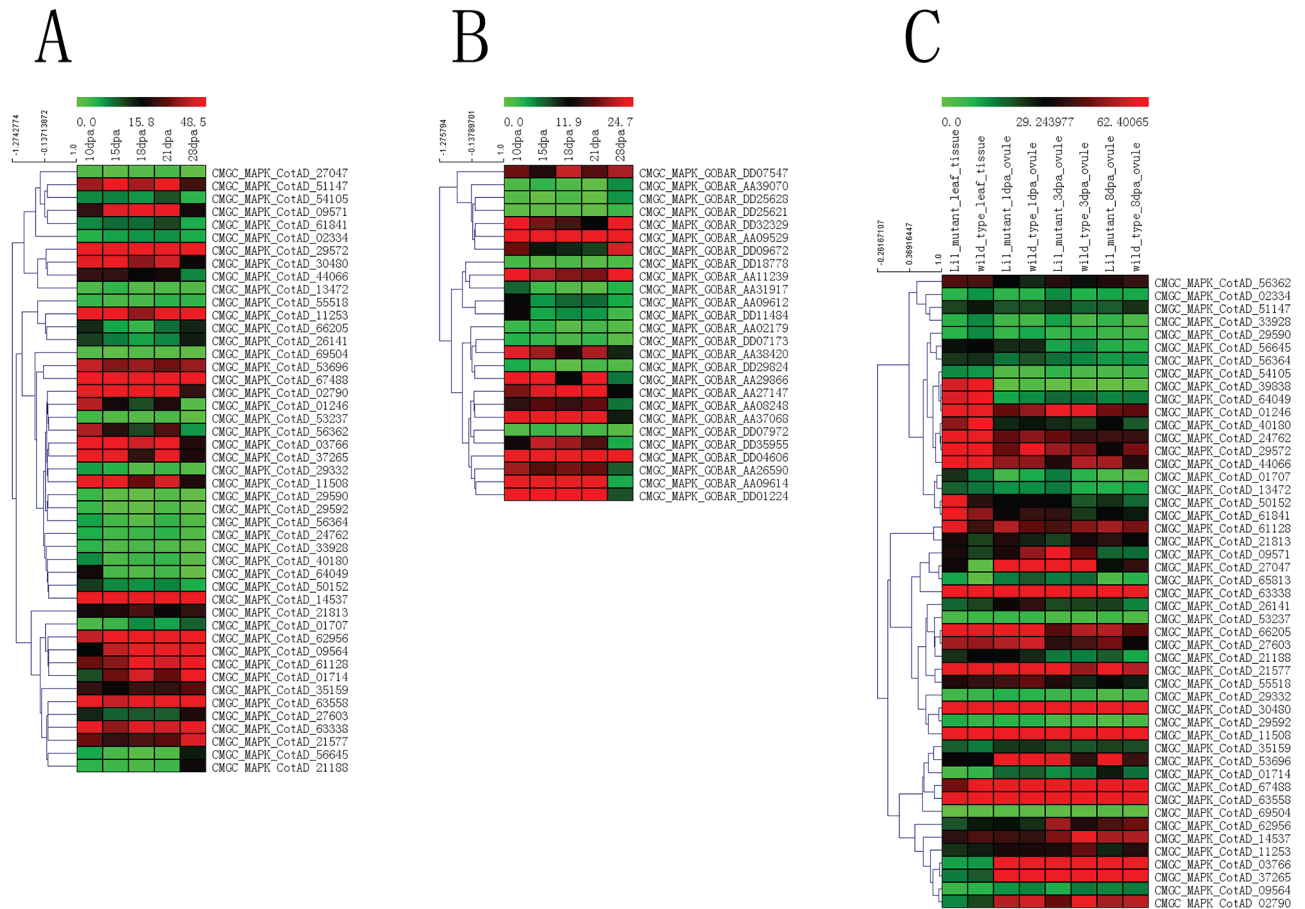 A
B
C
-1.2742774
-0.13713872
1.0
0.0 15.8 48.5
10dpa
15dpa
18dpa
21dpa
28dpa
CMGC_MAPK_CotAD_27047
CMGC_MAPK_CotAD_51147
CMGC_MAPK_CotAD_54105
CMGC_MAPK_CotAD_09571
CMGC_MAPK_CotAD_61841
CMGC_MAPK_CotAD_02334
CMGC_MAPK_CotAD_29572
CMGC_MAPK_CotAD_30480
CMGC_MAPK_CotAD_44066
CMGC_MAPK_CotAD_13472
CMGC_MAPK_CotAD_55518
CMGC_MAPK_CotAD_11253
CMGC_MAPK_CotAD_66205
CMGC_MAPK_CotAD_26141
CMGC_MAPK_CotAD_69504
CMGC_MAPK_CotAD_53696
CMGC_MAPK_CotAD_67488
CMGC_MAPK_CotAD_02790
CMGC_MAPK_CotAD_01246
CMGC_MAPK_CotAD_53237
CMGC_MAPK_CotAD_56362
CMGC_MAPK_CotAD_03766
CMGC_MAPK_CotAD_37265
CMGC_MAPK_CotAD_29332
CMGC_MAPK_CotAD_11508
CMGC_MAPK_CotAD_29590
CMGC_MAPK_CotAD_29592
CMGC_MAPK_CotAD_56364
CMGC_MAPK_CotAD_24762
CMGC_MAPK_CotAD_33928
CMGC_MAPK_CotAD_40180
CMGC_MAPK_CotAD_64049
CMGC_MAPK_CotAD_50152
CMGC_MAPK_CotAD_14537
CMGC_MAPK_CotAD_21813
CMGC_MAPK_CotAD_01707
CMGC_MAPK_CotAD_62956
CMGC_MAPK_CotAD_09564
CMGC_MAPK_CotAD_61128
CMGC_MAPK_CotAD_01714
CMGC_MAPK_CotAD_35159
CMGC_MAPK_CotAD_63558
CMGC_MAPK_CotAD_27603
CMGC_MAPK_CotAD_63338
CMGC_MAPK_CotAD_21577
CMGC_MAPK_CotAD_56645
CMGC_MAPK_CotAD_21188
-1.275794
-0.13789701
1.0
0.0 11.9 24.7
10dpa
15dpa
18dpa
21dpa
28dpa
CMGC_MAPK_GOBAR_DD07547
CMGC_MAPK_GOBAR_AA39070
CMGC_MAPK_GOBAR_DD25628
CMGC_MAPK_GOBAR_DD25621
CMGC_MAPK_GOBAR_DD32329
CMGC_MAPK_GOBAR_AA09529
CMGC_MAPK_GOBAR_DD09672
CMGC_MAPK_GOBAR_DD18778
CMGC_MAPK_GOBAR_AA11239
CMGC_MAPK_GOBAR_AA31917
CMGC_MAPK_GOBAR_AA09612
CMGC_MAPK_GOBAR_DD11484
CMGC_MAPK_GOBAR_AA02179
CMGC_MAPK_GOBAR_DD07173
CMGC_MAPK_GOBAR_AA38420
CMGC_MAPK_GOBAR_DD29824
CMGC_MAPK_GOBAR_AA29866
CMGC_MAPK_GOBAR_AA27147
CMGC_MAPK_GOBAR_AA08248
CMGC_MAPK_GOBAR_AA37068
CMGC_MAPK_GOBAR_DD07972
CMGC_MAPK_GOBAR_DD35955
CMGC_MAPK_GOBAR_DD04606
CMGC_MAPK_GOBAR_AA26590
CMGC_MAPK_GOBAR_AA09614
CMGC_MAPK_GOBAR_DD01224
-0.26167107
0.36916447
1.0
0.0 29.243977 62.40065
Li1_mutant_leaf_tissue
wild_type_leaf_tissue
Li1_mutant_1dpa_ovule
wild_type_1dpa_ovule
Li1_mutant_3dpa_ovule
wild_type_3dpa_ovule
Li1_mutant_8dpa_ovule
wild_type_8dpa_ovule
CMGC_MAPK_CotAD_56362
CMGC_MAPK_CotAD_02334
CMGC_MAPK_CotAD_51147
CMGC_MAPK_CotAD_33928
CMGC_MAPK_CotAD_29590
CMGC_MAPK_CotAD_56645
CMGC_MAPK_CotAD_56364
CMGC_MAPK_CotAD_54105
CMGC_MAPK_CotAD_39838
CMGC_MAPK_CotAD_64049
CMGC_MAPK_CotAD_01246
CMGC_MAPK_CotAD_40180
CMGC_MAPK_CotAD_24762
CMGC_MAPK_CotAD_29572
CMGC_MAPK_CotAD_44066
CMGC_MAPK_CotAD_01707
CMGC_MAPK_CotAD_13472
CMGC_MAPK_CotAD_50152
CMGC_MAPK_CotAD_61841
CMGC_MAPK_CotAD_61128
CMGC_MAPK_CotAD_21813
CMGC_MAPK_CotAD_09571
CMGC_MAPK_CotAD_27047
CMGC_MAPK_CotAD_65813
CMGC_MAPK_CotAD_63338
CMGC_MAPK_CotAD_26141
CMGC_MAPK_CotAD_53237
CMGC_MAPK_CotAD_66205
CMGC_MAPK_CotAD_27603
CMGC_MAPK_CotAD_21188
CMGC_MAPK_CotAD_21577
CMGC_MAPK_CotAD_55518
CMGC_MAPK_CotAD_29332
CMGC_MAPK_CotAD_30480
CMGC_MAPK_CotAD_29592
CMGC_MAPK_CotAD_11508
CMGC_MAPK_CotAD_35159
CMGC_MAPK_CotAD_53696
CMGC_MAPK_CotAD_01714
CMGC_MAPK_CotAD_67488
CMGC_MAPK_CotAD_63558
CMGC_MAPK_CotAD_69504
CMGC_MAPK_CotAD_62956
CMGC_MAPK_CotAD_14537
CMGC_MAPK_CotAD_11253
CMGC_MAPK_CotAD_03766
CMGC_MAPK_CotAD_37265
CMGC_MAPK_CotAD_09564
CMGC_MAPK_CotAD_02790